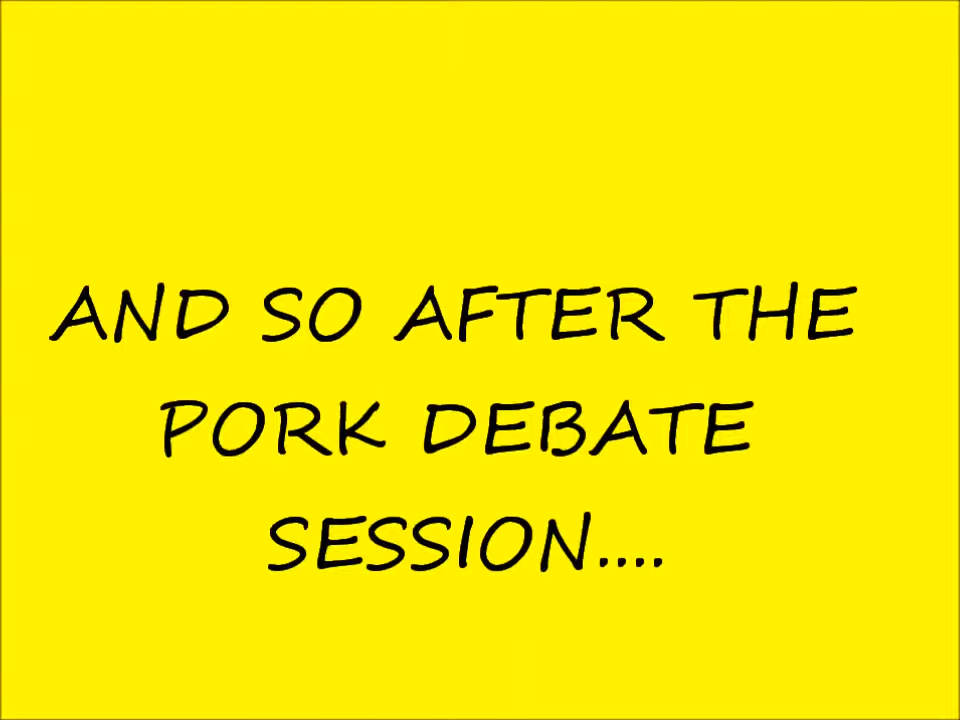 AND SO AFTER THE
PORK DEBATE
SESSION....